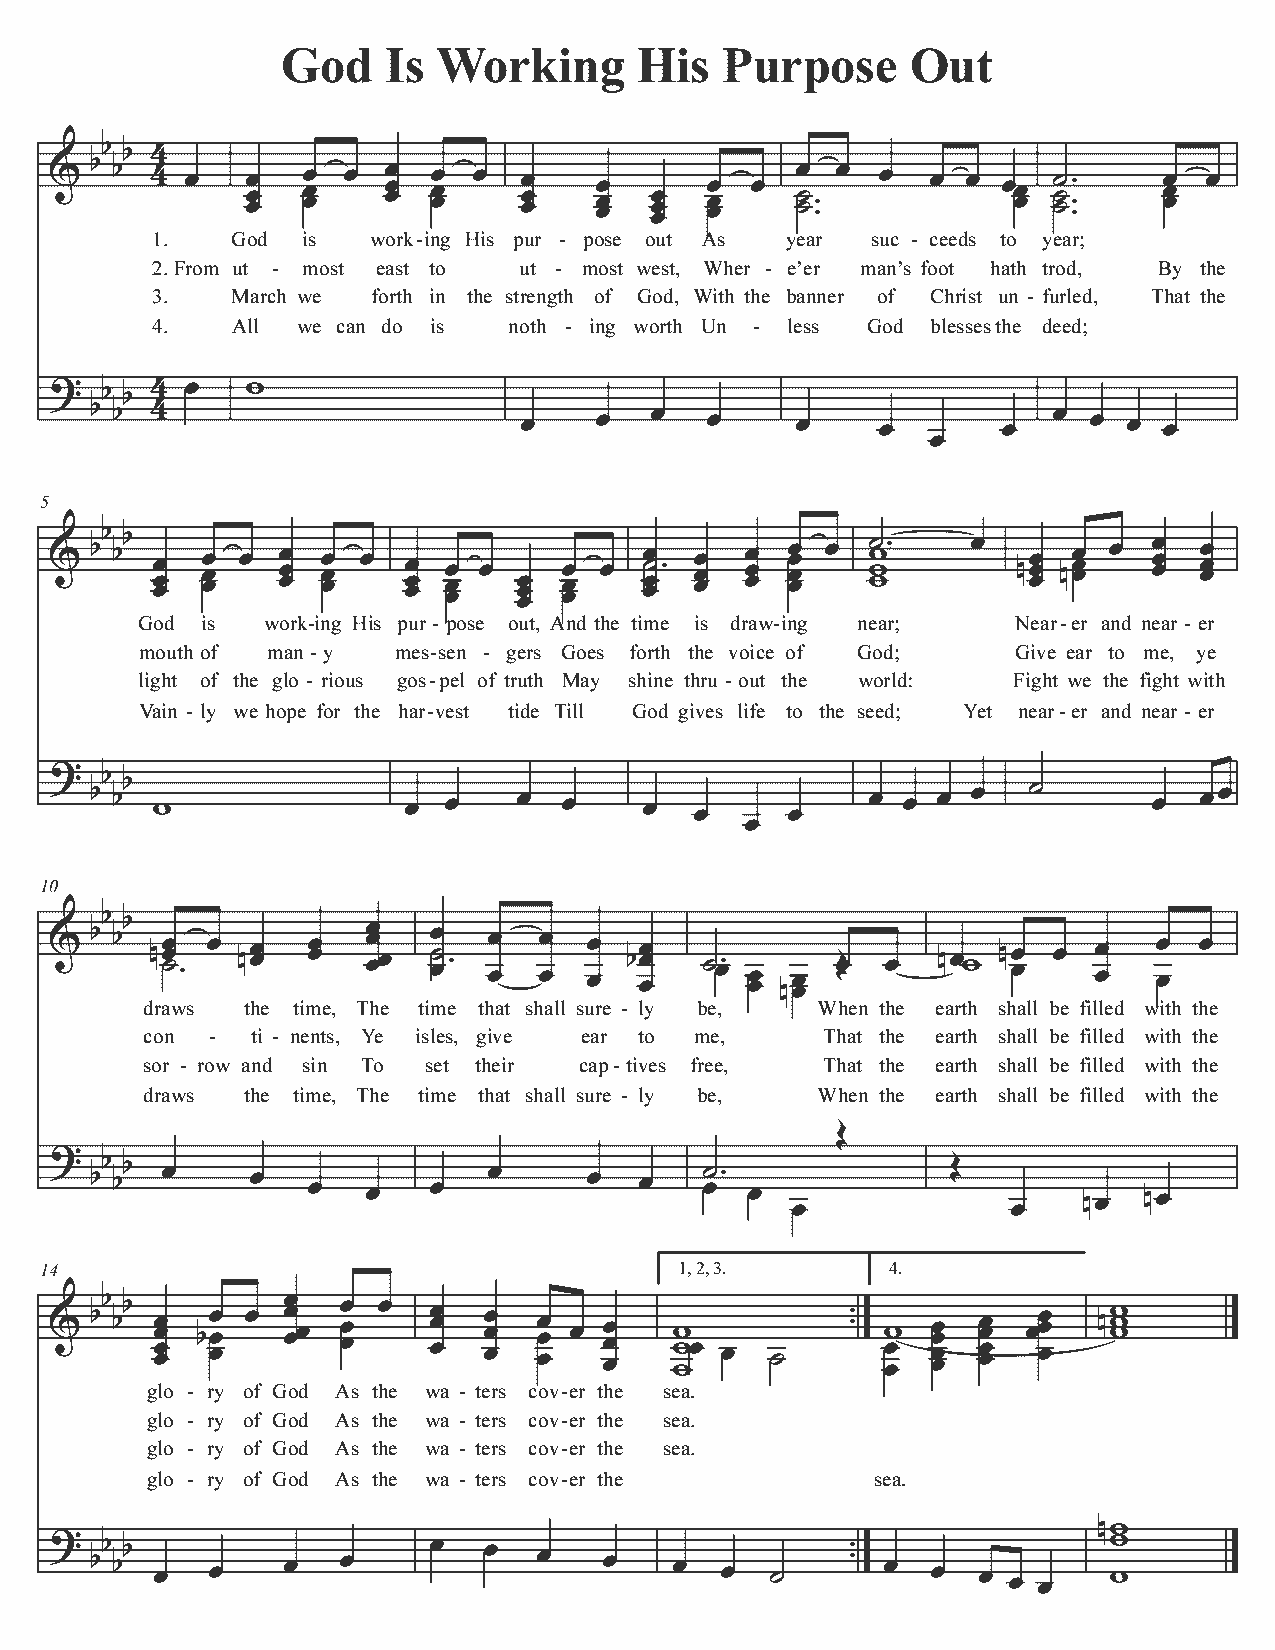 God Is Working His Purpose Out
1. God is work-ing His pur - pose out As year suc - ceeds to year;
2. From ut - most east to ut - most west, Wher - e’er man’s foot hath trod, By the
3. March we forth in the strength of God, With the banner of Christ un - furled, That the
4. All we can do is noth - ing worth Un - less God blesses the deed;
5
God is work-ing His pur - pose out, And the time is draw-ing near; Near - er and near - er
mouth of man - y mes-sen - gers Goes forth the voice of God; Give ear to me, ye
light of the glo - rious gos - pel of truth May shine thru - out the world: Fight we the fight with
Vain - ly we hope for the har-vest tide Till God gives life to the seed; Yet near - er and near - er
10
draws the time, The time that shall sure - ly be, When the earth shall be filled with the
con - ti - nents, Ye isles, give ear to me, That the earth shall be filled with the
sor - row and sin To set their cap - tives free, That the earth shall be filled with the
draws the time, The time that shall sure - ly be, When the earth shall be filled with the
14 1, 2, 3. 4.
glo - ry of God As the wa - ters cov-er the sea.
glo - ry of God As the wa - ters cov-er the sea.
glo - ry of God As the wa - ters cov-er the sea.
glo - ry of God As the wa - ters cov-er the sea.